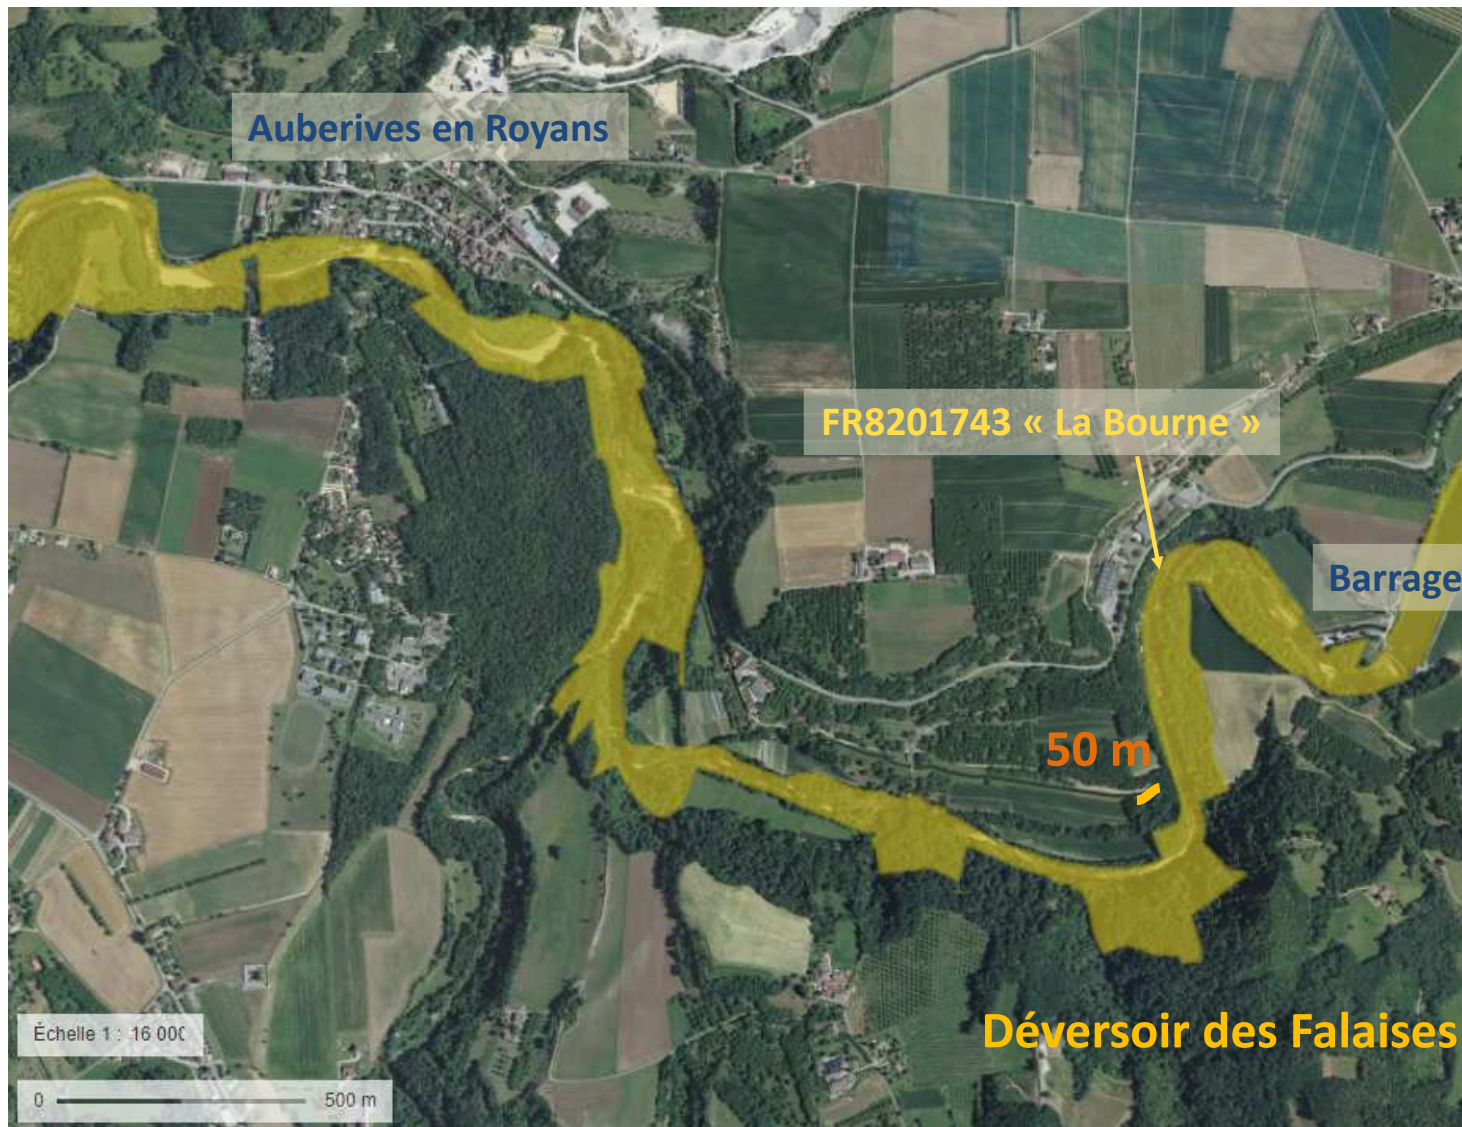 Auberives en Royans
FR8201743 « La Bourne »
Barrage
50 m
Déversoir des Falaises
Échelle 1 : 16 000
0 500 m